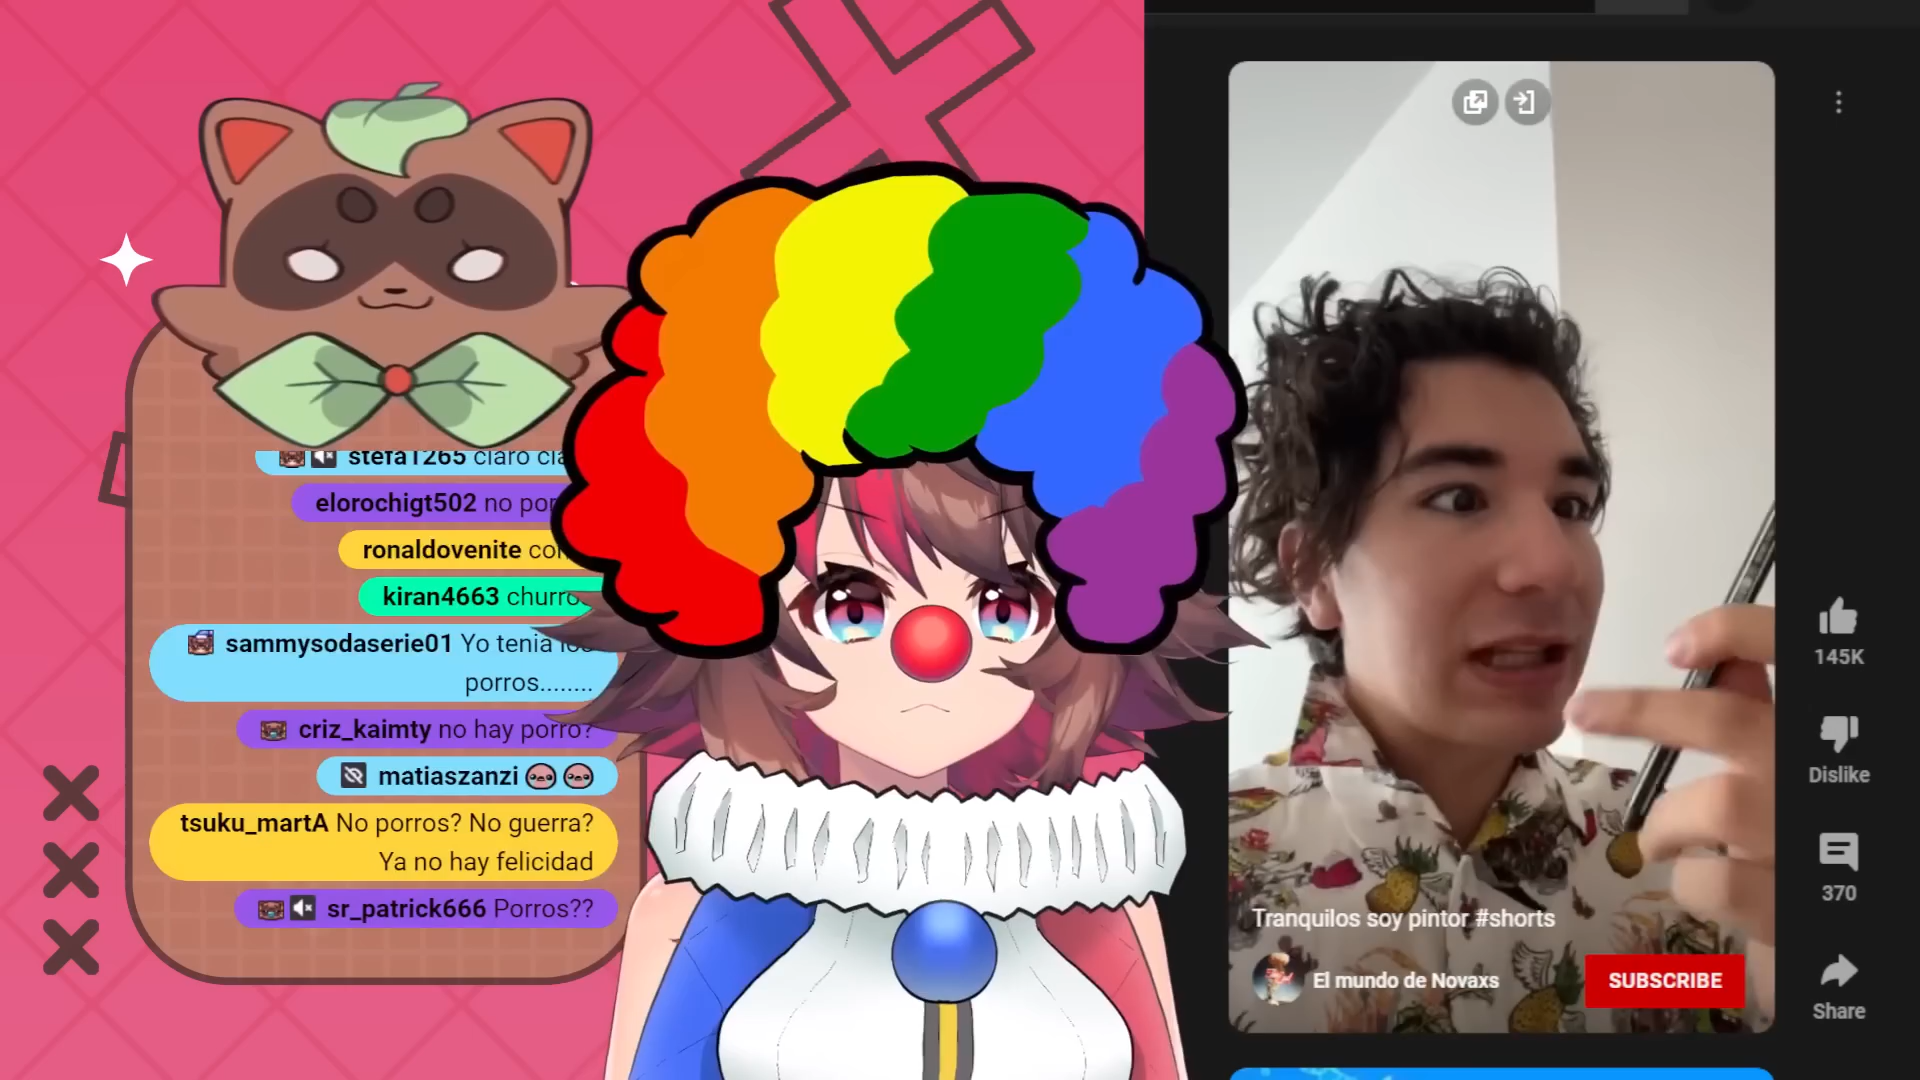 stefa1265 claro
elorochigt502 no
ronaldovenite
kiran4663 churro
sammysodaserie01 Yo tenia los
porros........
criz_kaimty no hay porro?
matiaszanzi
tsuku_martA No porros? No guerra?
Ya no hay felicidad
sr_patrick666 Porros??
145K
Dislike
370
Tranquilos soy pintor #shorts
El mundo de Novaxs
SUBSCRIBE
Share